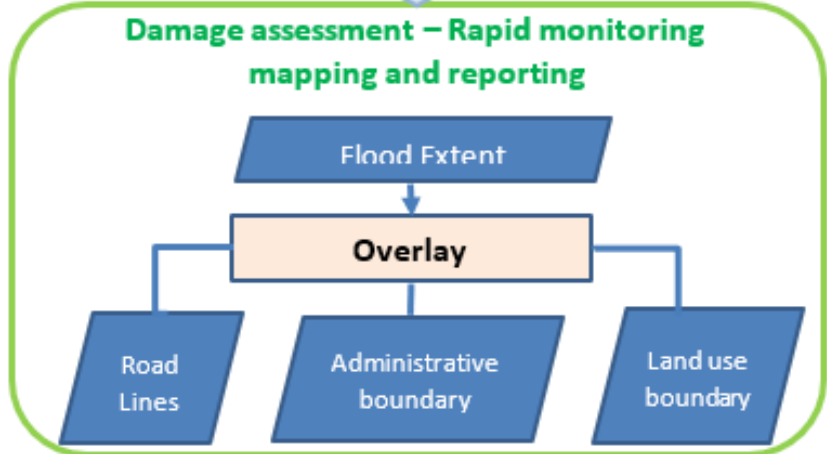 Damage assessment – Rapid monitoring
mapping and reporting
Flood Extent
Overlay
Road
Lines
Administrative
boundary
Land use
boundary